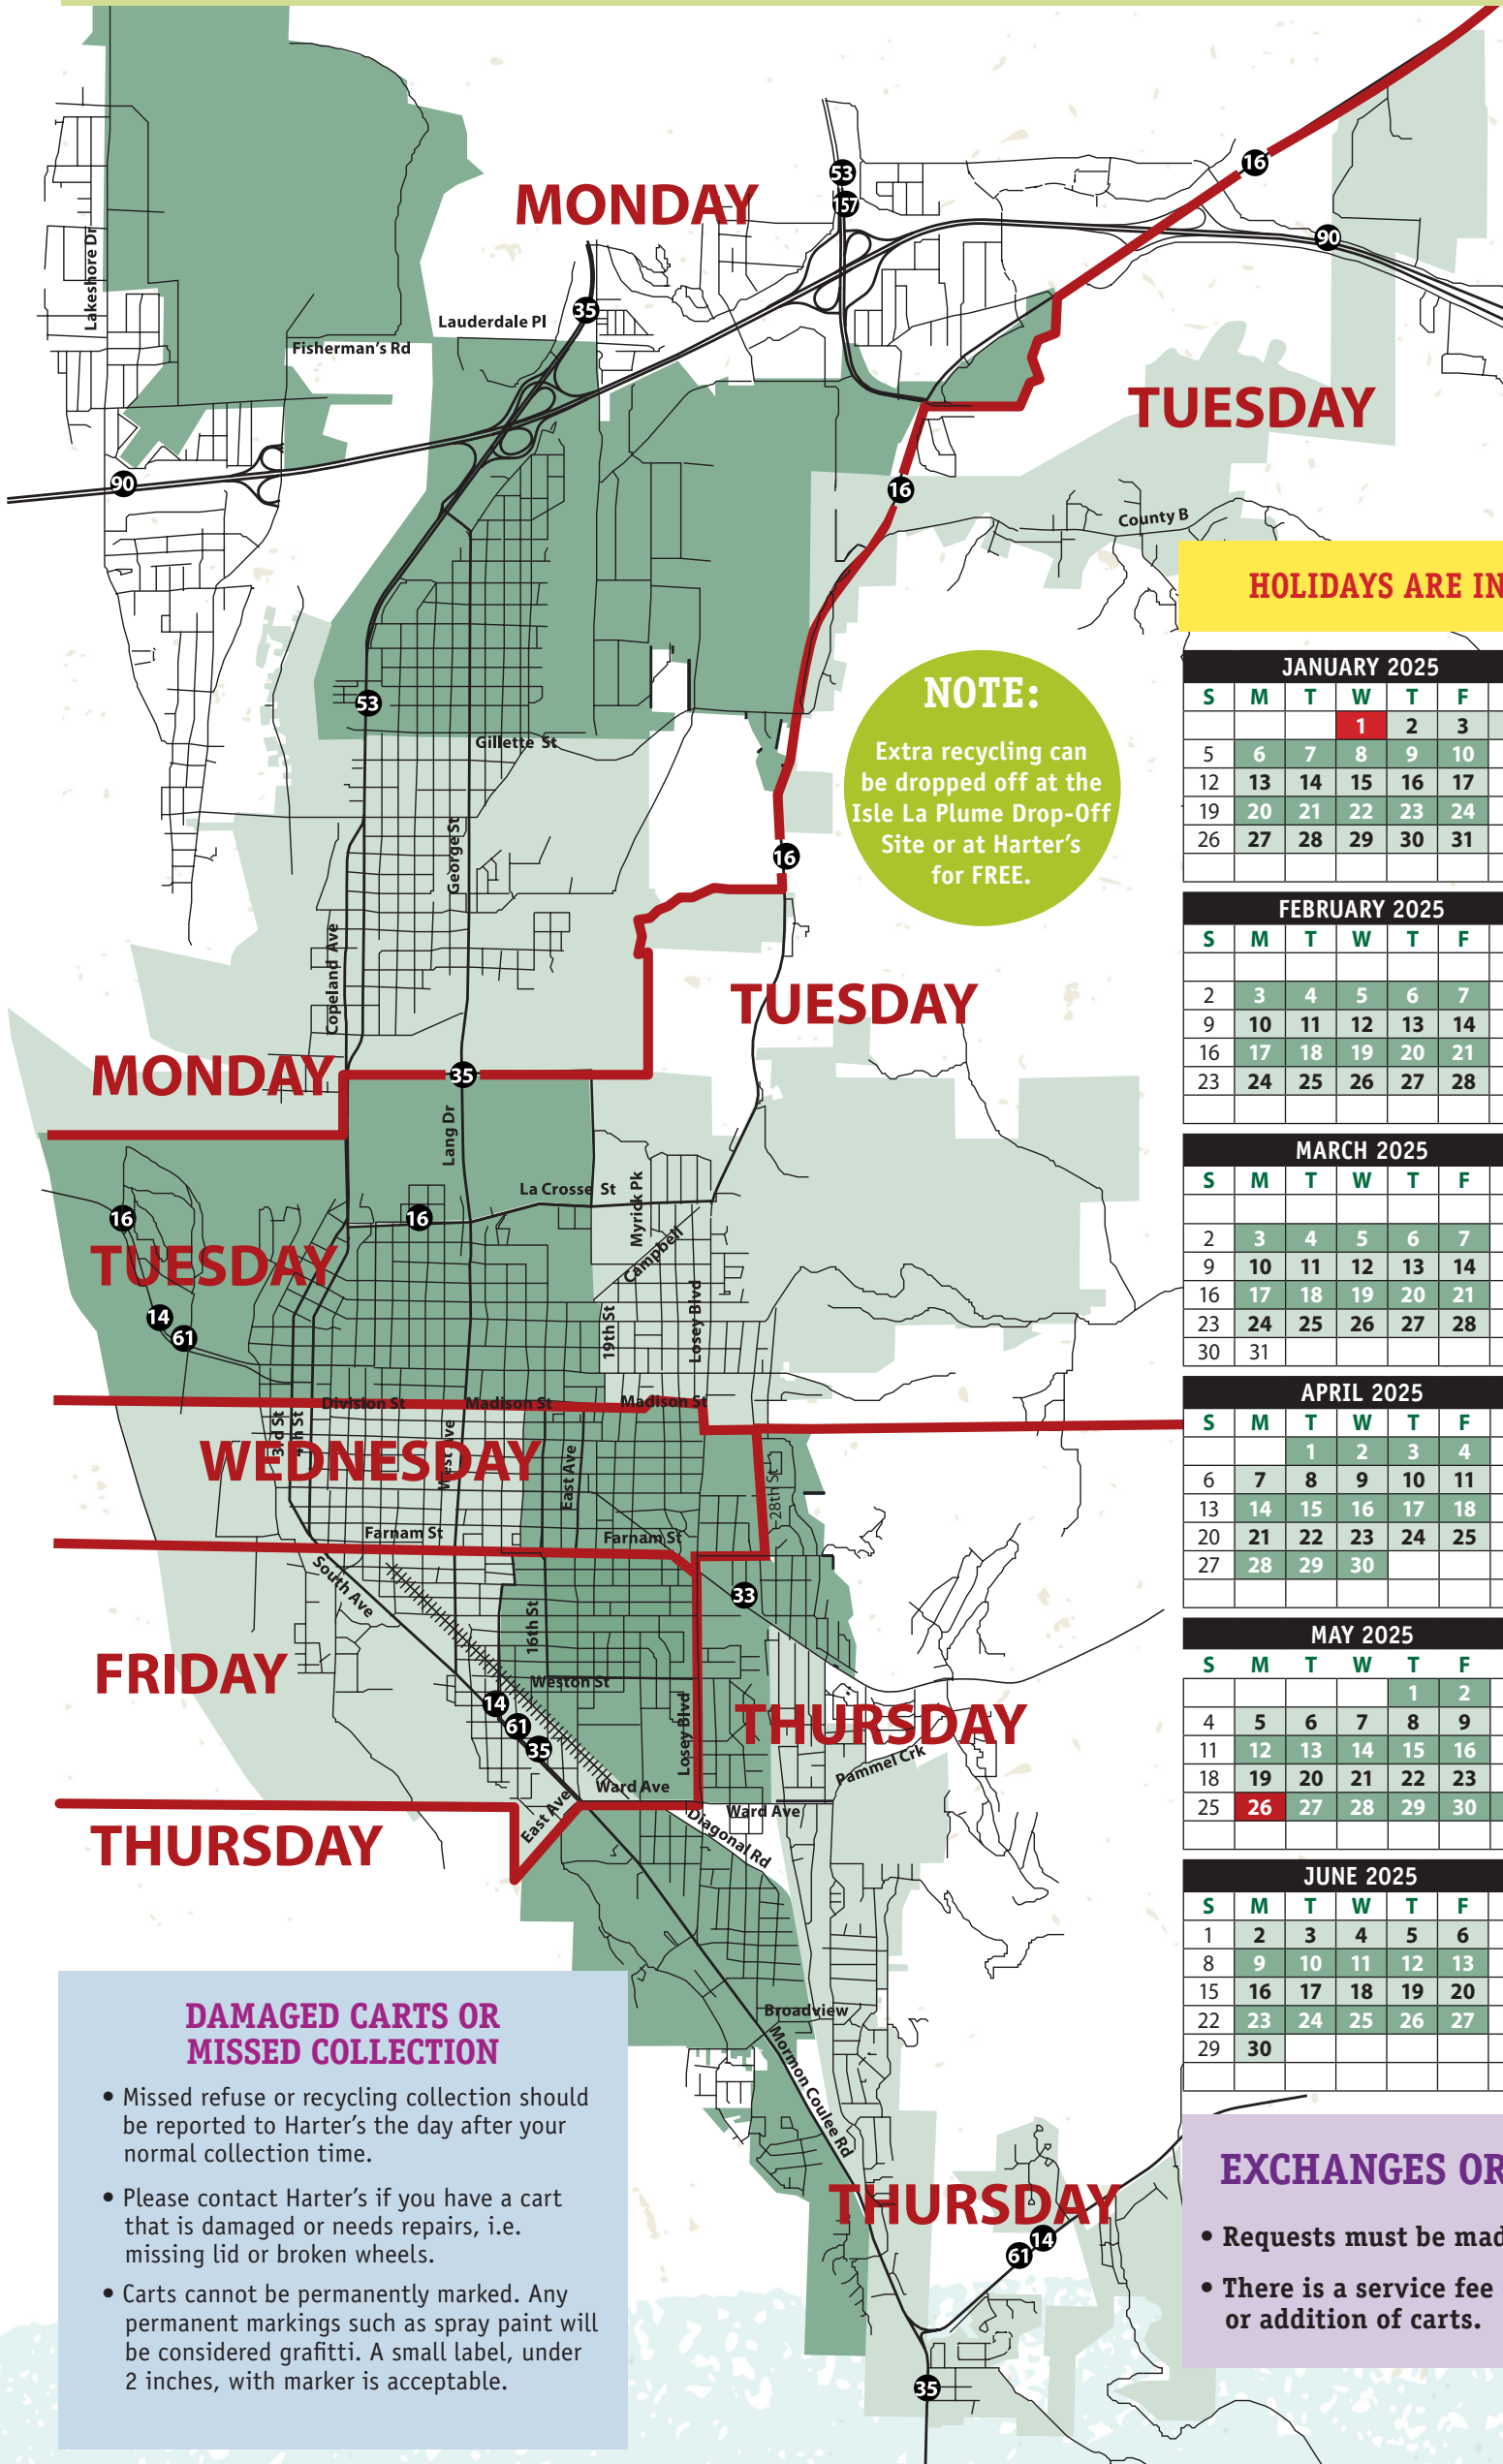 MONDAY
53
157
16
90
Lakeshore Dr
35
Lauderdale Pl
Fisherman's Rd
TUESDAY
90
16
County B
53
Gillette St
George St
16
Copeland Ave
TUESDAY
MONDAY
35
Lang Dr
La Crosse St
Myrick Pk
16
16
Campbell
TUESDAY
14
61
19th St
Losey Blvd
Division St
Madison St
Madison St
3rd St
4th St
WEDNESDAY
West Ave
East Ave
28th St
Farnam St
Farnam St
South Ave
33
16th St
FRIDAY
Weston St
14
61
35
Losey Blvd
THURSDAY
Pammel Crk
Ward Ave
Ward Ave
East Ave
Diagonal Rd
THURSDAY
Broadview
Mormon Coulee Rd
THURSDAY
14
61
35
NOTE:
Extra recycling can
be dropped off at the
Isle La Plume Drop-Off
Site or at Harter's
for FREE.
HOLIDAYS ARE IN
JANUARY 2025
S M T W T F
1 2 3
5 6 7 8 9 10
12 13 14 15 16 17
19 20 21 22 23 24
26 27 28 29 30 31
FEBRUARY 2025
S M T W T F
2 3 4 5 6 7
9 10 11 12 13 14
16 17 18 19 20 21
23 24 25 26 27 28
MARCH 2025
S M T W T F
2 3 4 5 6 7
9 10 11 12 13 14
16 17 18 19 20 21
23 24 25 26 27 28
30 31
APRIL 2025
S M T W T F
1 2 3 4
6 7 8 9 10 11
13 14 15 16 17 18
20 21 22 23 24 25
27 28 29 30
MAY 2025
S M T W T F
1 2
4 5 6 7 8 9
11 12 13 14 15 16
18 19 20 21 22 23
25 26 27 28 29 30
JUNE 2025
S M T W T F
1 2 3 4 5 6
8 9 10 11 12 13
15 16 17 18 19 20
22 23 24 25 26 27
29 30
DAMAGED CARTS OR
MISSED COLLECTION
• Missed refuse or recycling collection should
be reported to Harter's the day after your
normal collection time.
• Please contact Harter's if you have a cart
that is damaged or needs repairs, i.e.
missing lid or broken wheels.
• Carts cannot be permanently marked. Any
permanent markings such as spray paint will
be considered grafitti. A small label, under
2 inches, with marker is acceptable.
EXCHANGES OR
• Requests must be mad
• There is a service fee
or addition of carts.